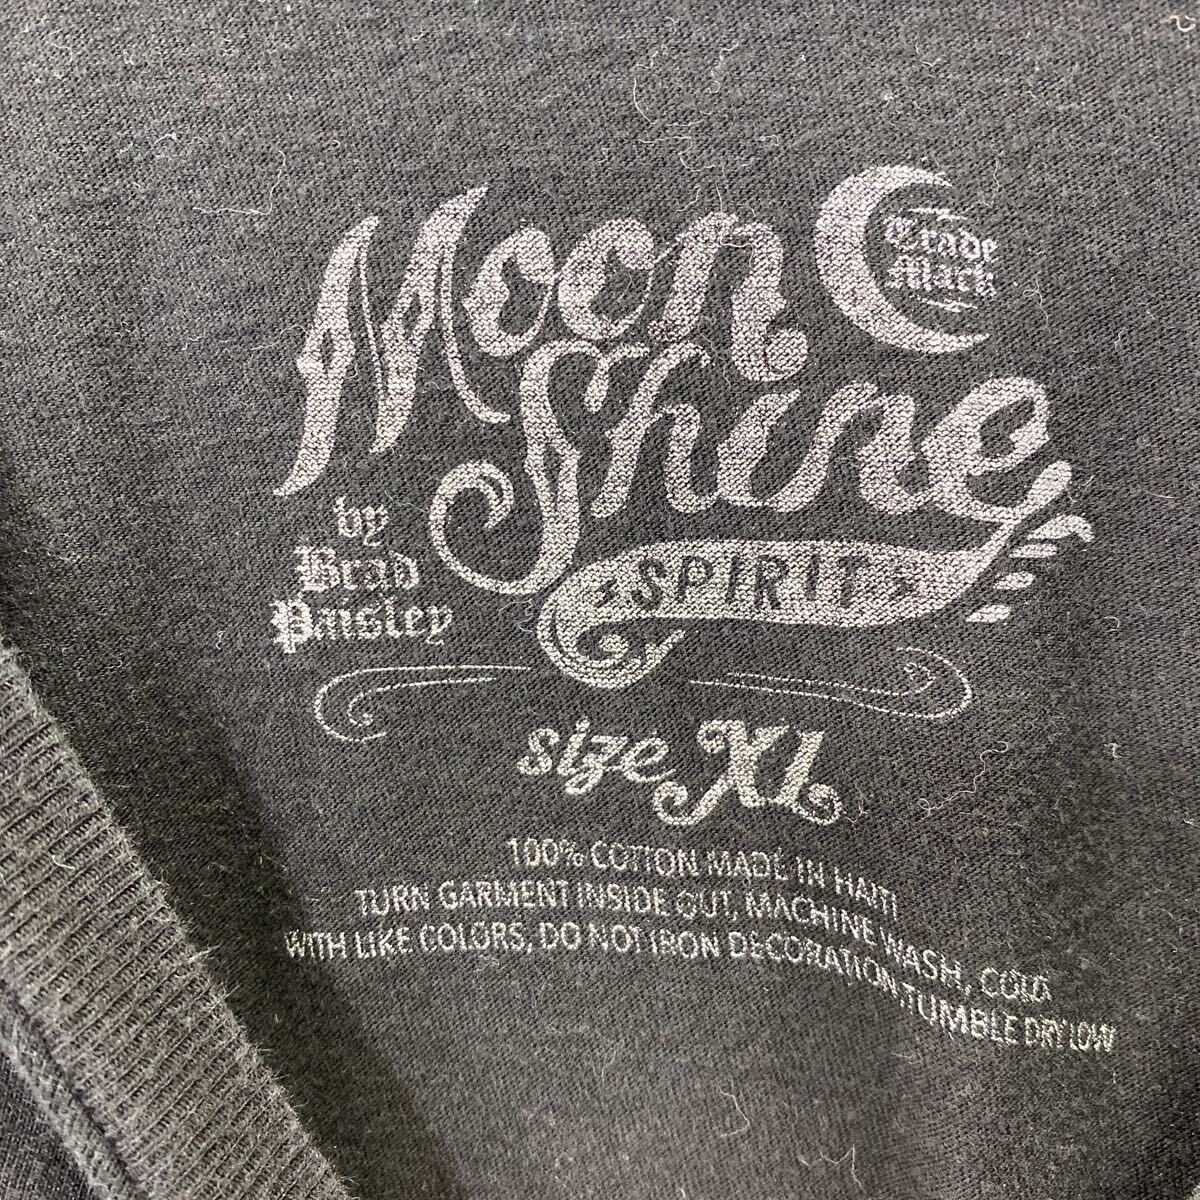 Moon
Trade
Mark
Shine
by
Brad
Paisley
SPIRIT
size XL
100% COTTON MADE IN HAITI
TURN GARMENT INSIDE OUT, MACHINE WASH, COLD
WITH LIKE COLORS, DO NOT IRON DECORATION, TUMBLE DRY LOW